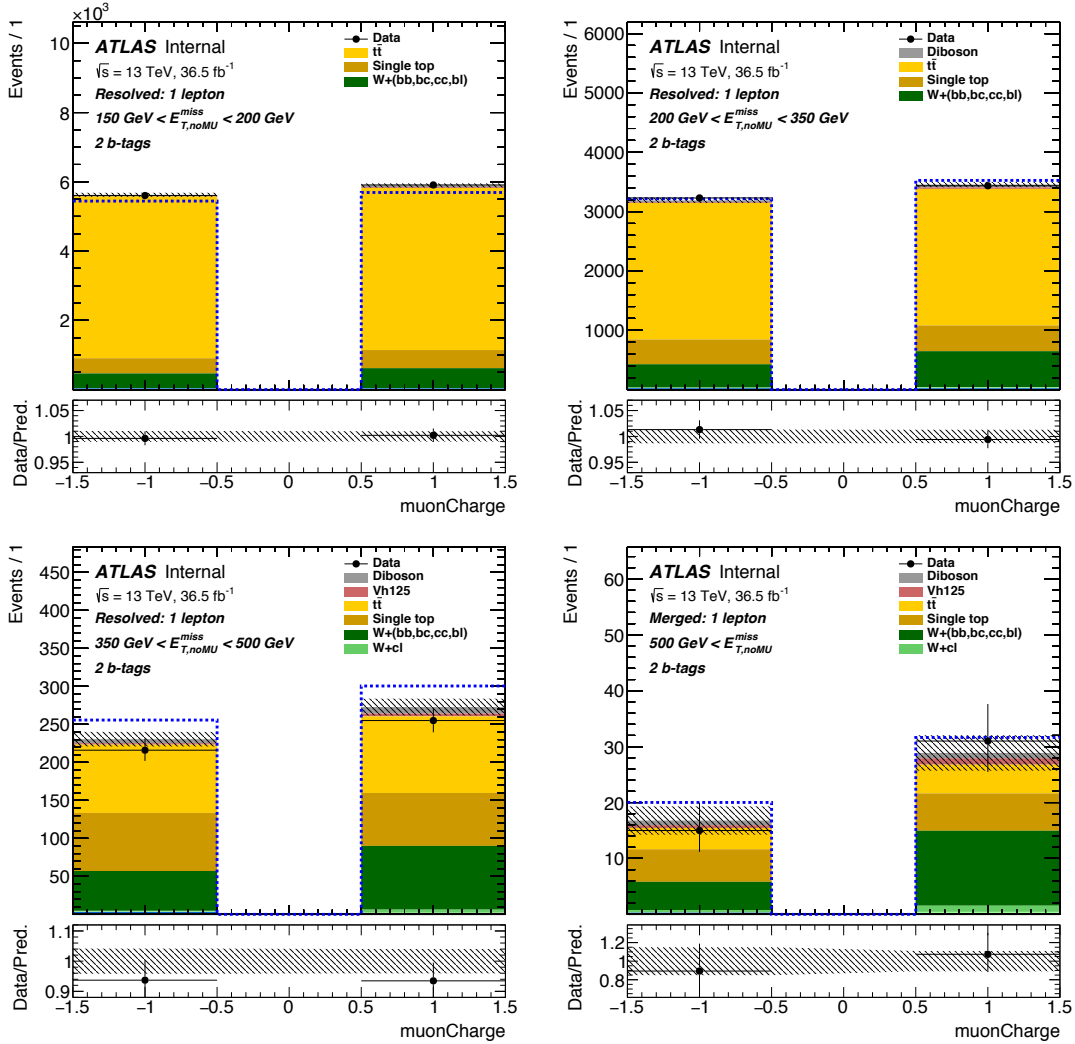 ×10³
Events / 1
10
8
6
4
2
ATLAS Internal
√s = 13 TeV, 36.5 fb⁻¹
Resolved: 1 lepton
150 GeV < E_{T,noMU}^{miss} < 200 GeV
2 b-tags
Data
tt̄
Single top
W+(bb,bc,cc,bl)
Data/Pred.
1.05
1
0.95
−1.5 −1 −0.5 0 0.5 1 1.5
muonCharge
Events / 1
6000
5000
4000
3000
2000
1000
ATLAS Internal
√s = 13 TeV, 36.5 fb⁻¹
Resolved: 1 lepton
200 GeV < E_{T,noMU}^{miss} < 350 GeV
2 b-tags
Data
Diboson
tt̄
Single top
W+(bb,bc,cc,bl)
Data/Pred.
1.05
1
0.95
−1.5 −1 −0.5 0 0.5 1 1.5
muonCharge
Events / 1
450
400
350
300
250
200
150
100
50
ATLAS Internal
√s = 13 TeV, 36.5 fb⁻¹
Resolved: 1 lepton
350 GeV < E_{T,noMU}^{miss} < 500 GeV
2 b-tags
Data
Diboson
Vh125
tt̄
Single top
W+(bb,bc,cc,bl)
W+cl
Data/Pred.
1.1
1
0.9
−1.5 −1 −0.5 0 0.5 1 1.5
muonCharge
Events / 1
60
50
40
30
20
10
ATLAS Internal
√s = 13 TeV, 36.5 fb⁻¹
Merged: 1 lepton
500 GeV < E_{T,noMU}^{miss}
2 b-tags
Data
Diboson
Vh125
tt̄
Single top
W+(bb,bc,cc,bl)
W+cl
Data/Pred.
1.2
1
0.8
−1.5 −1 −0.5 0 0.5 1 1.5
muonCharge